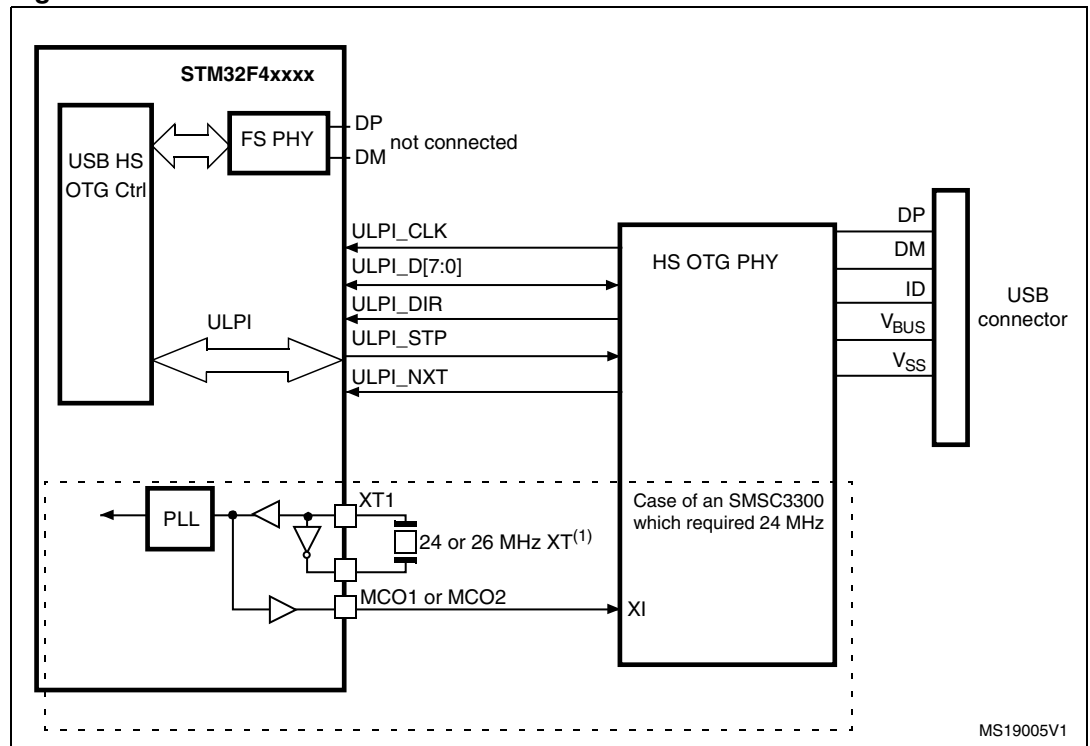 STM32F4xxxx
USB HS
OTG Ctrl
FS PHY
DP
DM
not connected
ULPI
ULPI_CLK
ULPI_D[7:0]
ULPI_DIR
ULPI_STP
ULPI_NXT
HS OTG PHY
DP
DM
ID
VBUS
VSS
USB
connector
PLL
XT1
24 or 26 MHz XT(1)
MCO1 or MCO2
Case of an SMSC3300
which required 24 MHz
XI
MS19005V1